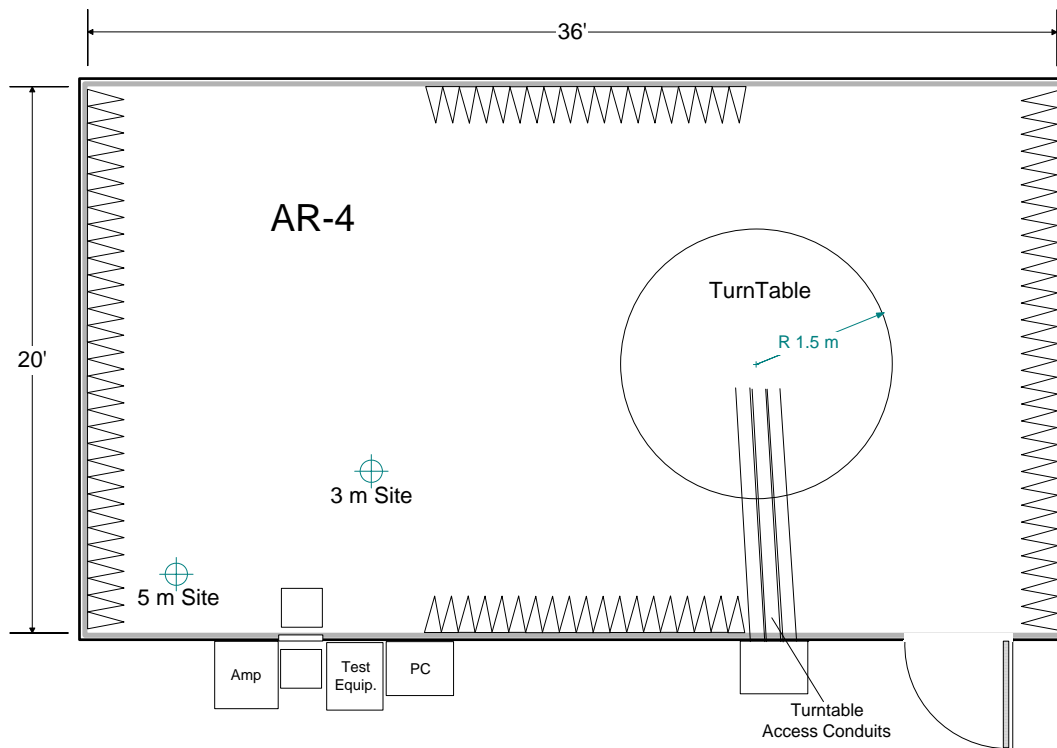 36'
AR-4
TurnTable
R 1.5 m
20'
3 m Site
5 m Site
Amp
Test
Equip.
PC
Turntable
Access Conduits